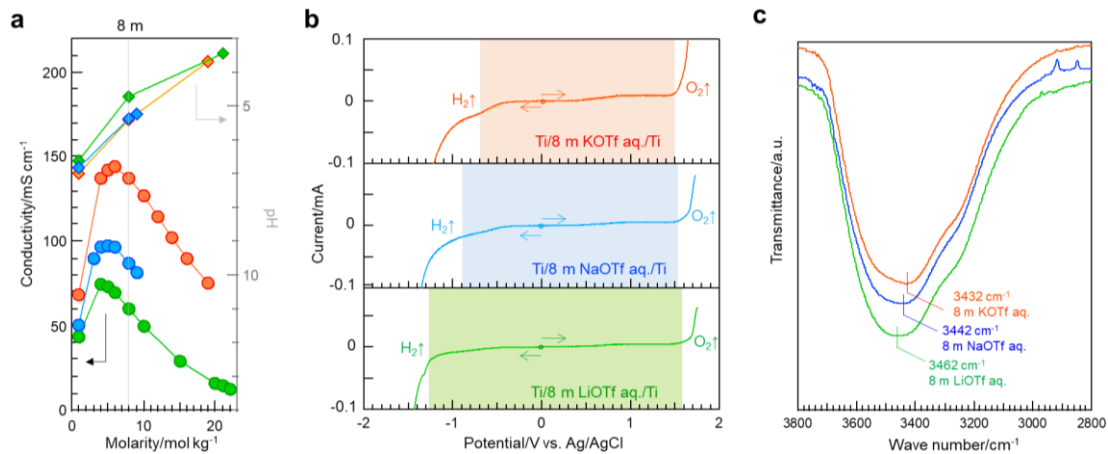 a
8 m
200
150
100
50
0
Conductivity/mS cm⁻¹
5
10
pH
0
10
20
Molarity/mol kg⁻¹
b
0.1
0
-0.1
H₂↑
O₂↑
Ti/8 m KOTf aq./Ti
0
-0.1
H₂↑
O₂↑
Ti/8 m NaOTf aq./Ti
0
-0.1
H₂↑
O₂↑
Ti/8 m LiOTf aq./Ti
Current/mA
-2
-1
0
1
2
Potential/V vs. Ag/AgCl
c
Transmittance/a.u.
3432 cm⁻¹
8 m KOTf aq.
3442 cm⁻¹
8 m NaOTf aq.
3462 cm⁻¹
8 m LiOTf aq.
3800
3600
3400
3200
3000
2800
Wave number/cm⁻¹